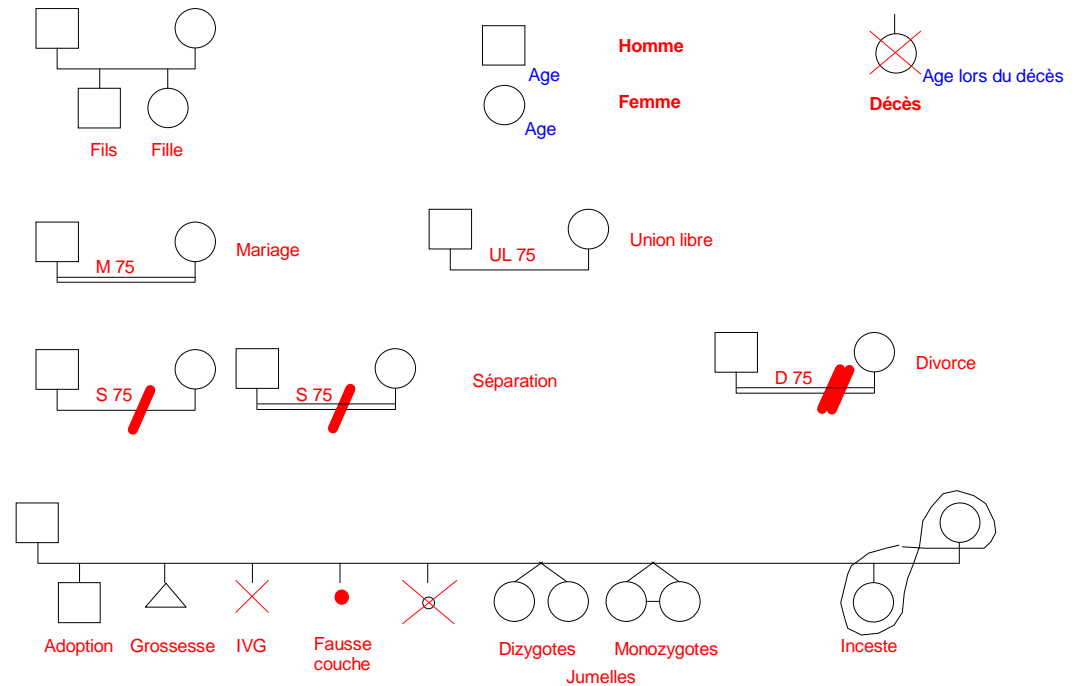 Homme
Age
Age lors du décès
Femme
Décès
Age
Fils Fille
Mariage
M 75
Union libre
UL 75
S 75
S 75
Séparation
D 75
Divorce
Adoption Grossesse IVG Fausse couche
Dizygotes Monozygotes
Jumelles
Inceste